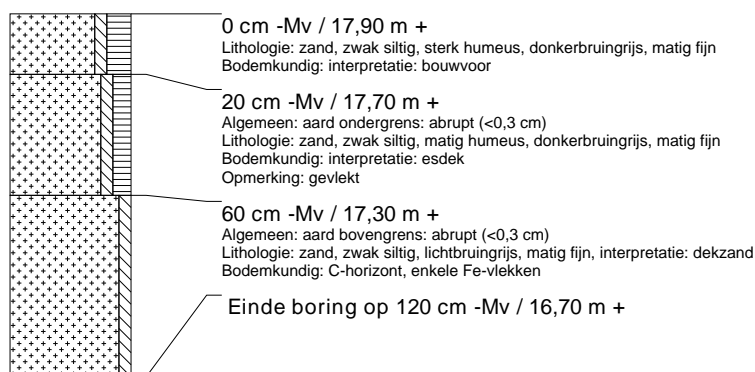 0 cm -Mv / 17,90 m +
Lithologie: zand, zwak siltig, sterk humeus, donkerbruingrijs, matig fijn
Bodemkundig: interpretatie: bouwvoor
20 cm -Mv / 17,70 m +
Algemeen: aard ondergrens: abrupt (<0,3 cm)
Lithologie: zand, zwak siltig, matig humeus, donkerbruingrijs, matig fijn
Bodemkundig: interpretatie: esdek
Opmerking: gevlekt
60 cm -Mv / 17,30 m +
Algemeen: aard bovengrens: abrupt (<0,3 cm)
Lithologie: zand, zwak siltig, lichtbruingrijs, matig fijn, interpretatie: dekzand
Bodemkundig: C-horizont, enkele Fe-vlekken
Einde boring op 120 cm -Mv / 16,70 m +